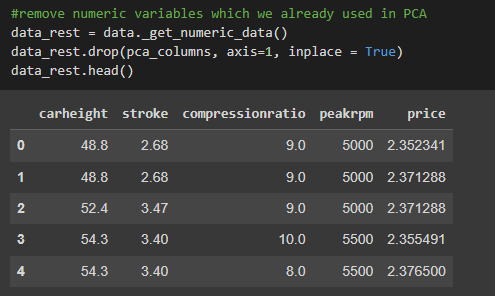 #remove numeric variables which we already used in PCA
data_rest = data._get_numeric_data()
data_rest.drop(pca_columns, axis=1, inplace = True)
data_rest.head()
carheight stroke compressionratio peakrpm price
0 48.8 2.68 9.0 5000 2.352341
1 48.8 2.68 9.0 5000 2.371288
2 52.4 3.47 9.0 5000 2.371288
3 54.3 3.40 10.0 5500 2.355491
4 54.3 3.40 8.0 5500 2.376500